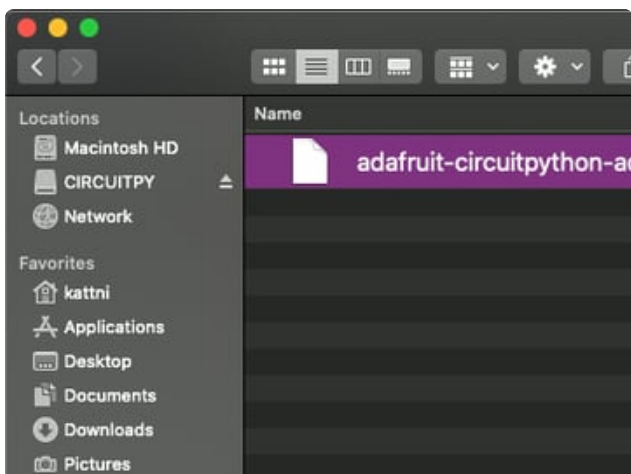 Locations
Macintosh HD
CIRCUITPY
Network
Favorites
kattni
Applications
Desktop
Documents
Downloads
Pictures
Name
adafruit-circuitpython-a